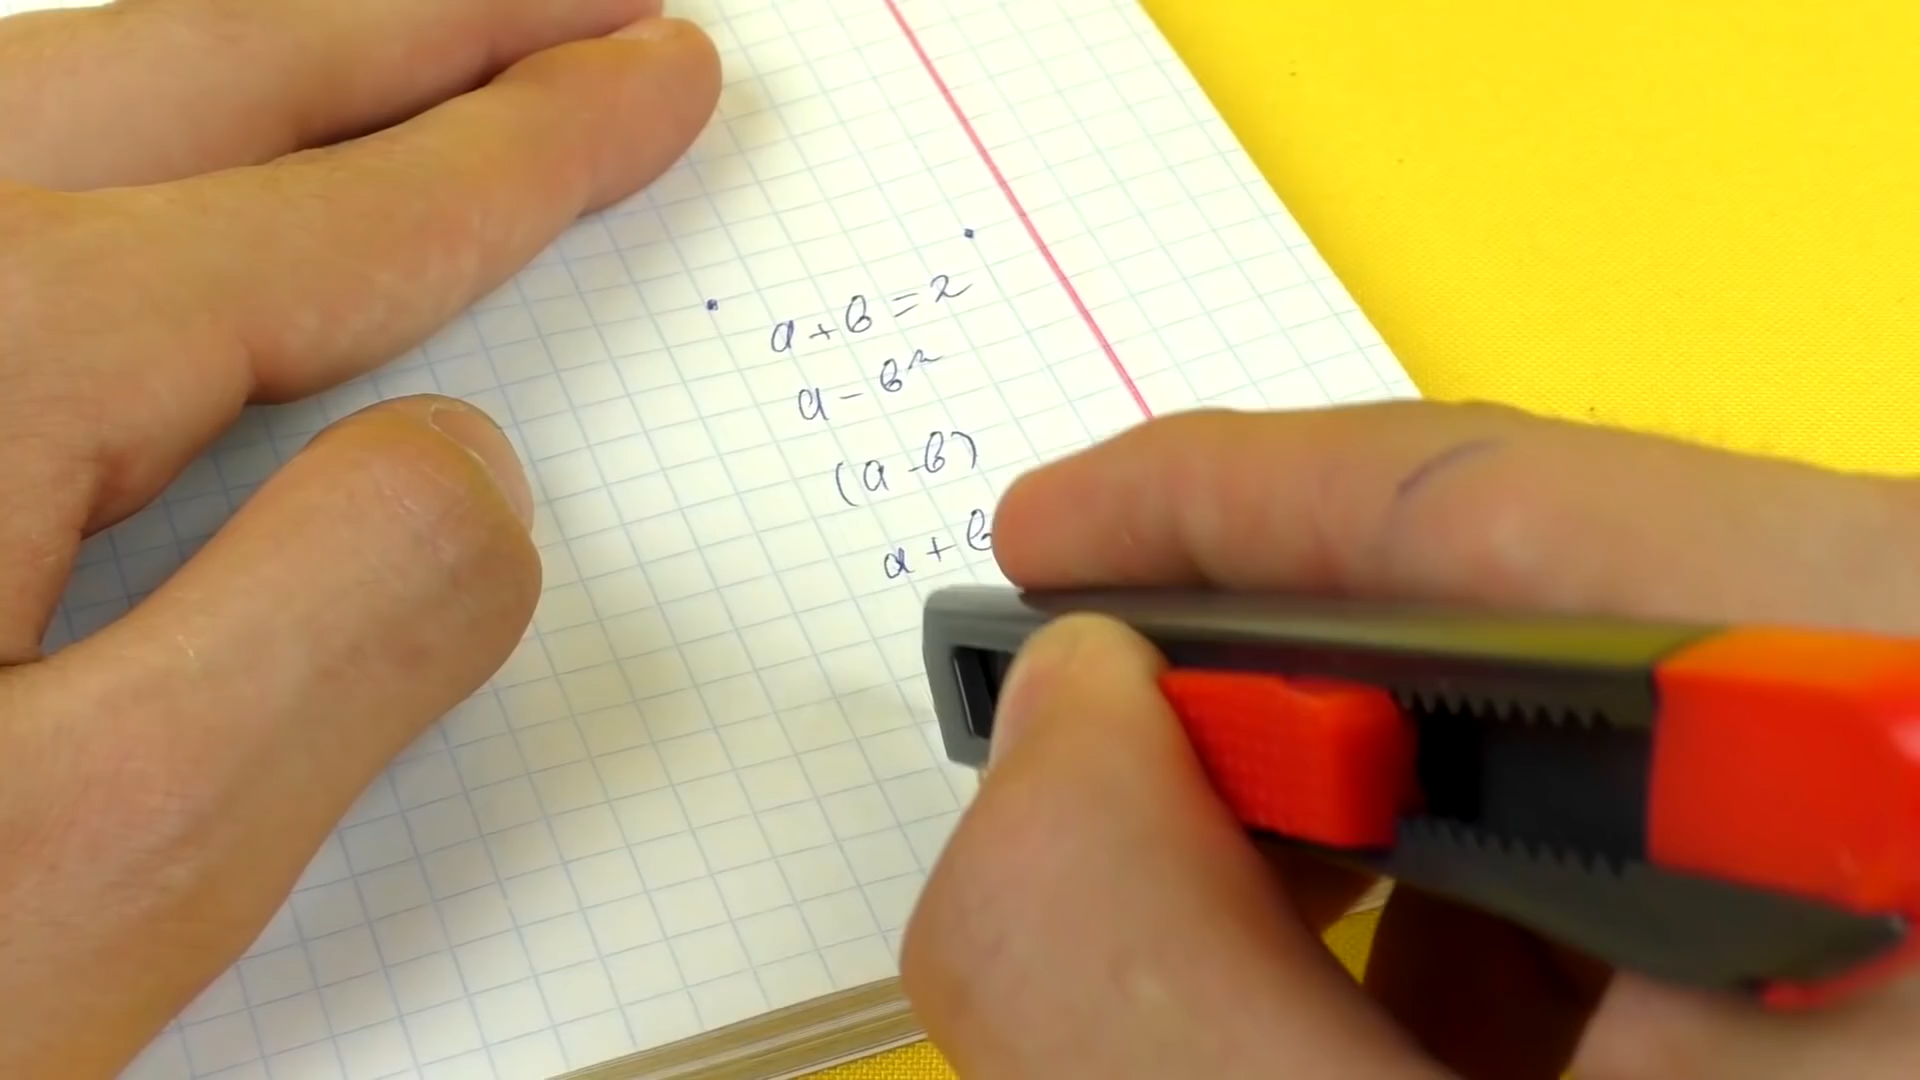 a + b = 2
a - b²
(a - b)
a + b